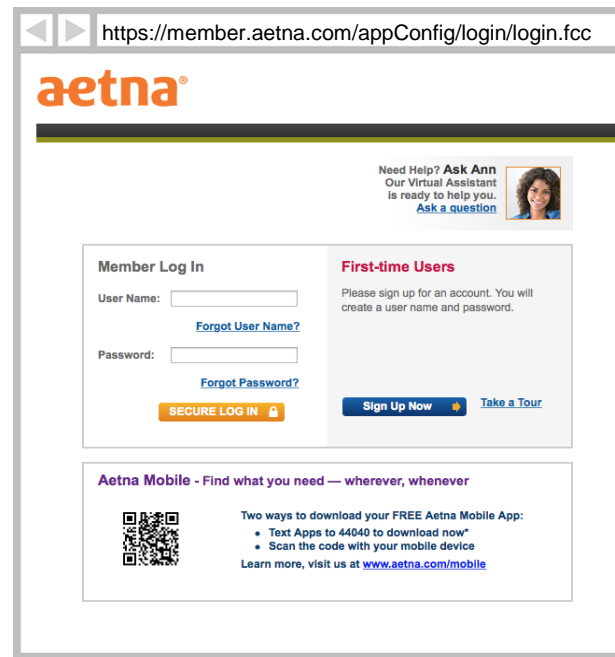 https://member.aetna.com/appConfig/login/login.fcc
aetna®
Need Help? Ask Ann
Our Virtual Assistant
is ready to help you.
Ask a question
Member Log In
User Name:
Forgot User Name?
Password:
Forgot Password?
SECURE LOG IN
First-time Users
Please sign up for an account. You will
create a user name and password.
Sign Up Now
Take a Tour
Aetna Mobile - Find what you need — wherever, whenever
Two ways to download your FREE Aetna Mobile App:
• Text Apps to 44040 to download now*
• Scan the code with your mobile device
Learn more, visit us at www.aetna.com/mobile